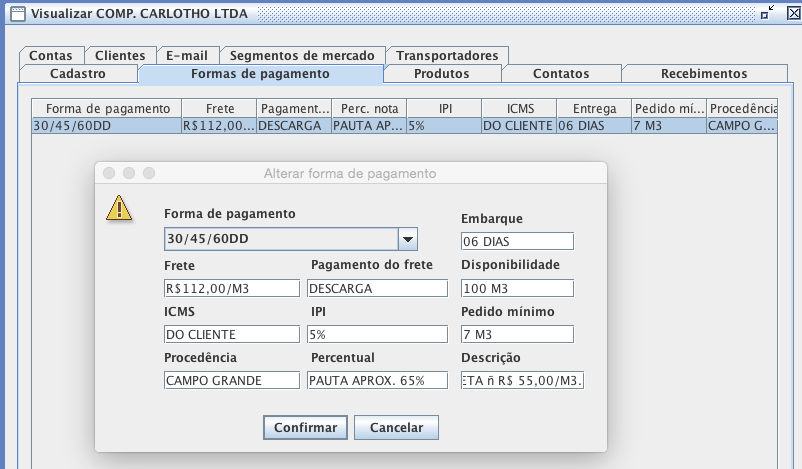 Visualizar COMP. CARLOTHO LTDA
Contas Clientes E-mail Segmentos de mercado Transportadores
Cadastro Formas de pagamento Produtos Contatos Recebimentos
Forma de pagamento Frete Pagament... Perc. nota IPI ICMS Entrega Pedido mí... Procedência
30/45/60DD R$112,00... DESCARGA PAUTA AP... 5% DO CLIENTE 06 DIAS 7 M3 CAMPO G...
Alterar forma de pagamento
Forma de pagamento Embarque
30/45/60DD 06 DIAS
Frete Pagamento do frete Disponibilidade
R$112,00/M3 DESCARGA 100 M3
ICMS IPI Pedido mínimo
DO CLIENTE 5% 7 M3
Procedência Percentual Descrição
CAMPO GRANDE PAUTA APROX. 65% ETA ñ R$ 55,00/M3.
Confirmar Cancelar